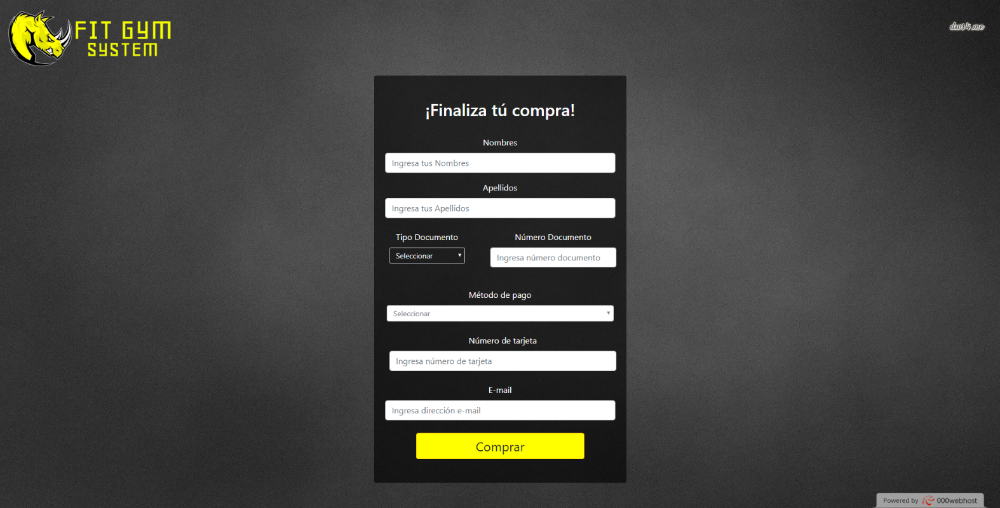 FIT GYM
SYSTEM
dws4.me
¡Finaliza tú compra!
Nombres
Ingresa tus Nombres
Apellidos
Ingresa tus Apellidos
Tipo Documento
Número Documento
Seleccionar
Ingresa número documento
Método de pago
Seleccionar
Número de tarjeta
Ingresa número de tarjeta
E-mail
Ingresa dirección e-mail
Comprar
Powered by 000webhost